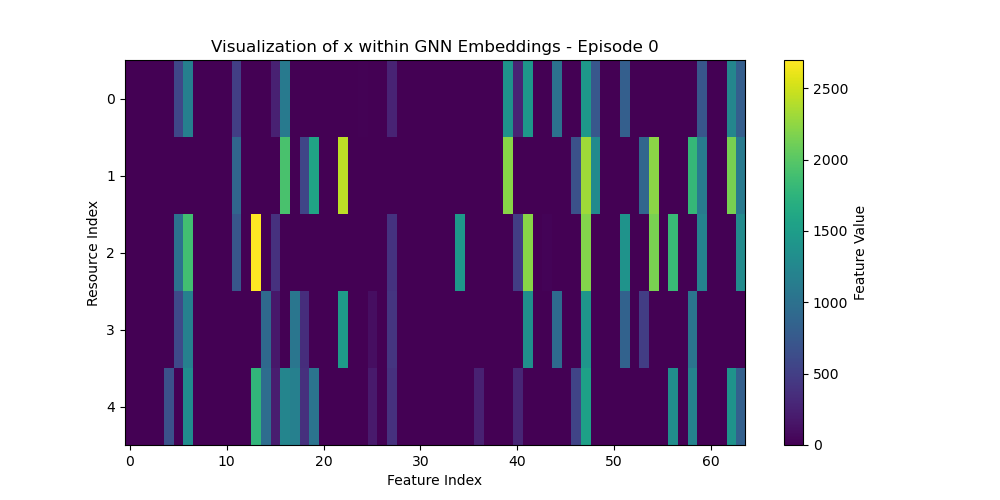 Visualization of x within GNN Embeddings - Episode 0
Resource Index
0
1
2
3
4
0 10 20 30 40 50 60
Feature Index
2500
2000
1500
1000
500
0
Feature Value